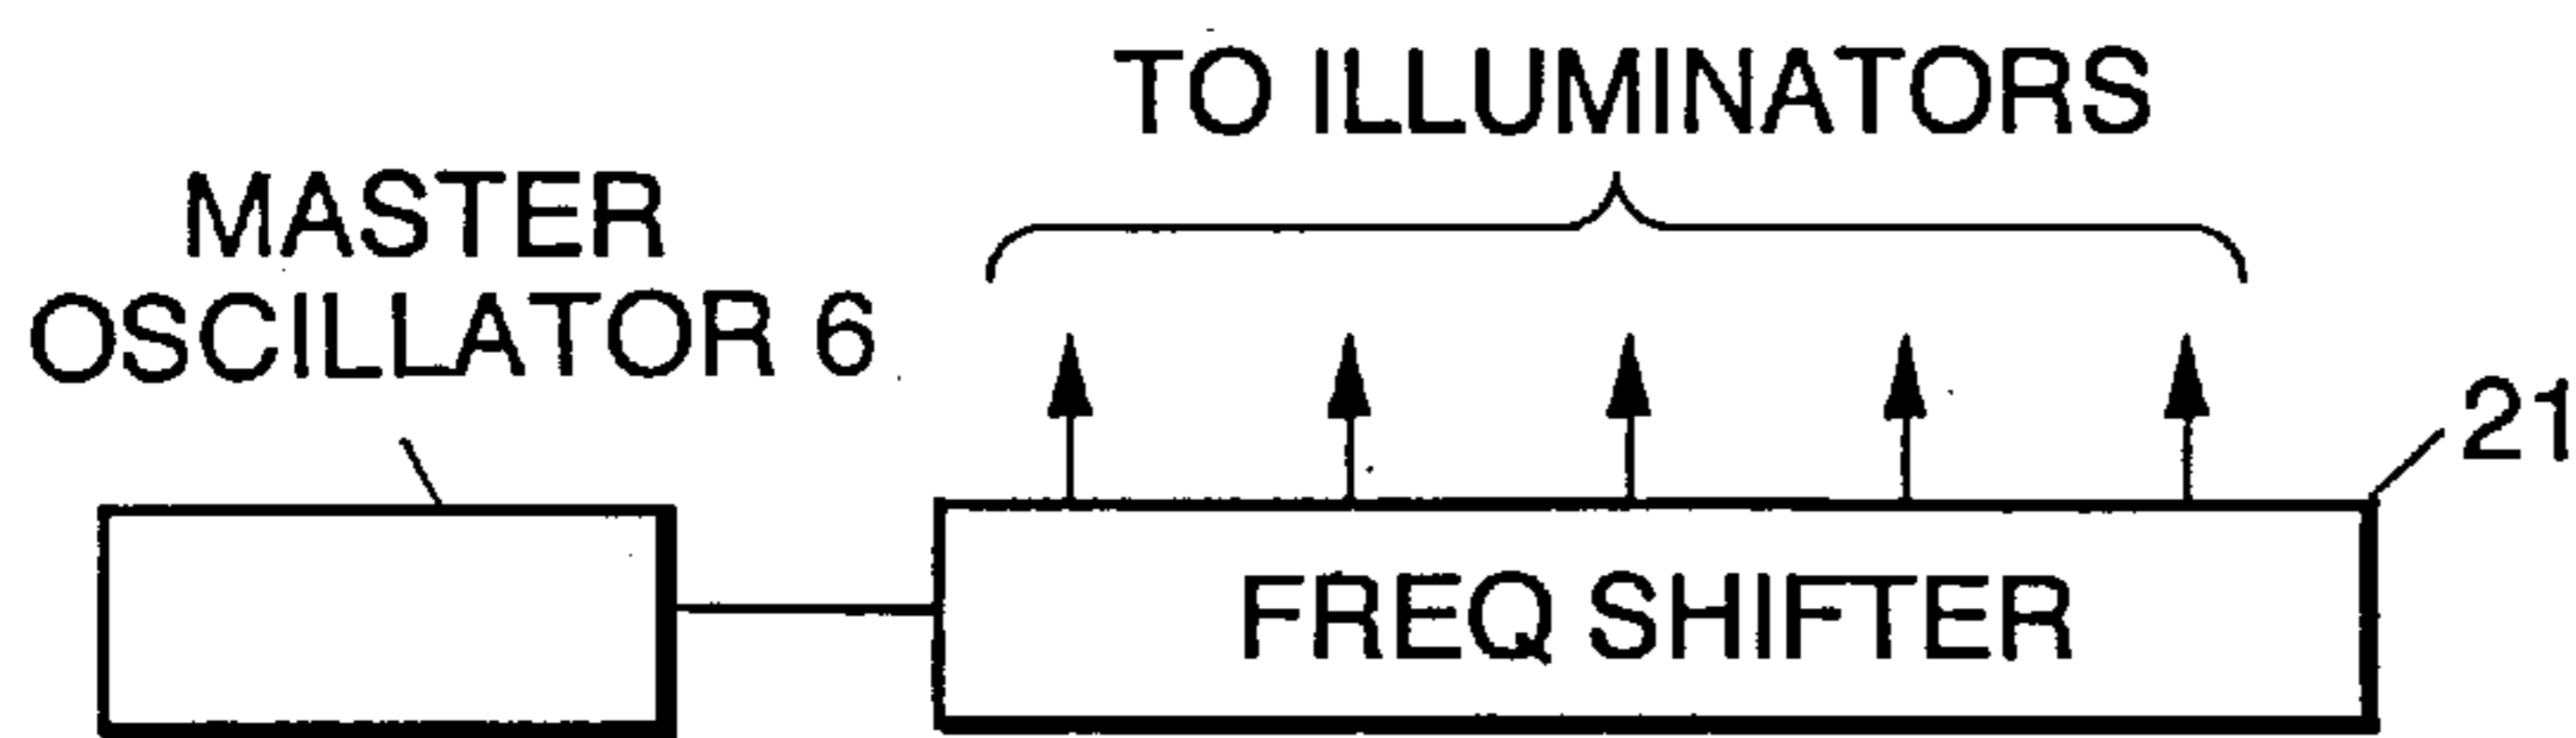 TO ILLUMINATORS
MASTER
OSCILLATOR 6
21
FREQ SHIFTER